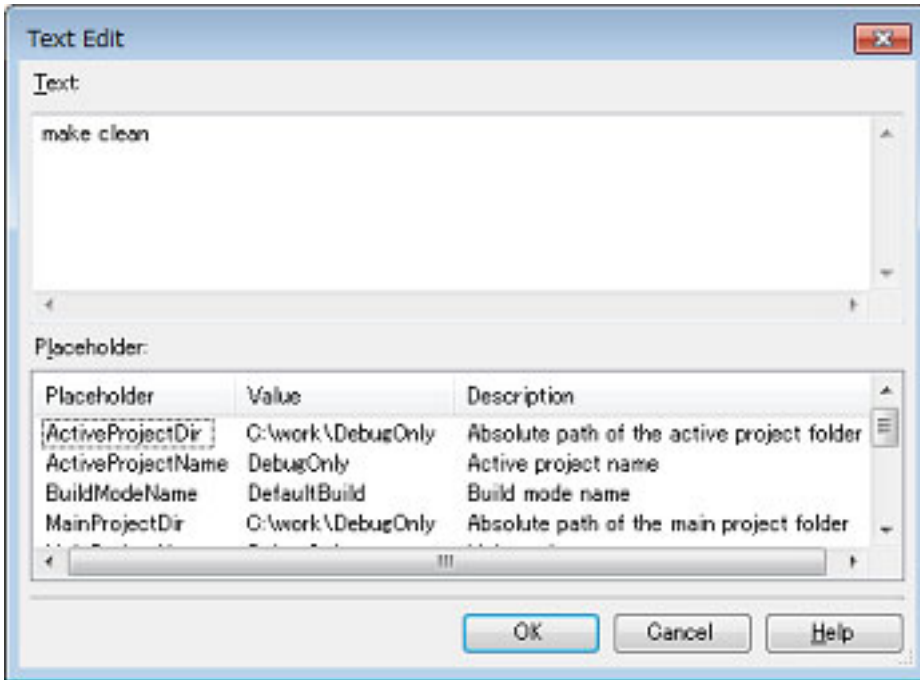 Text Edit
Text:
make clean
Placeholder:
Placeholder Value Description
ActiveProjectDir C:\work\DebugOnly Absolute path of the active project folder
ActiveProjectName DebugOnly Active project name
BuildModeName DefaultBuild Build mode name
MainProjectDir C:\work\DebugOnly Absolute path of the main project folder
OK Cancel Help